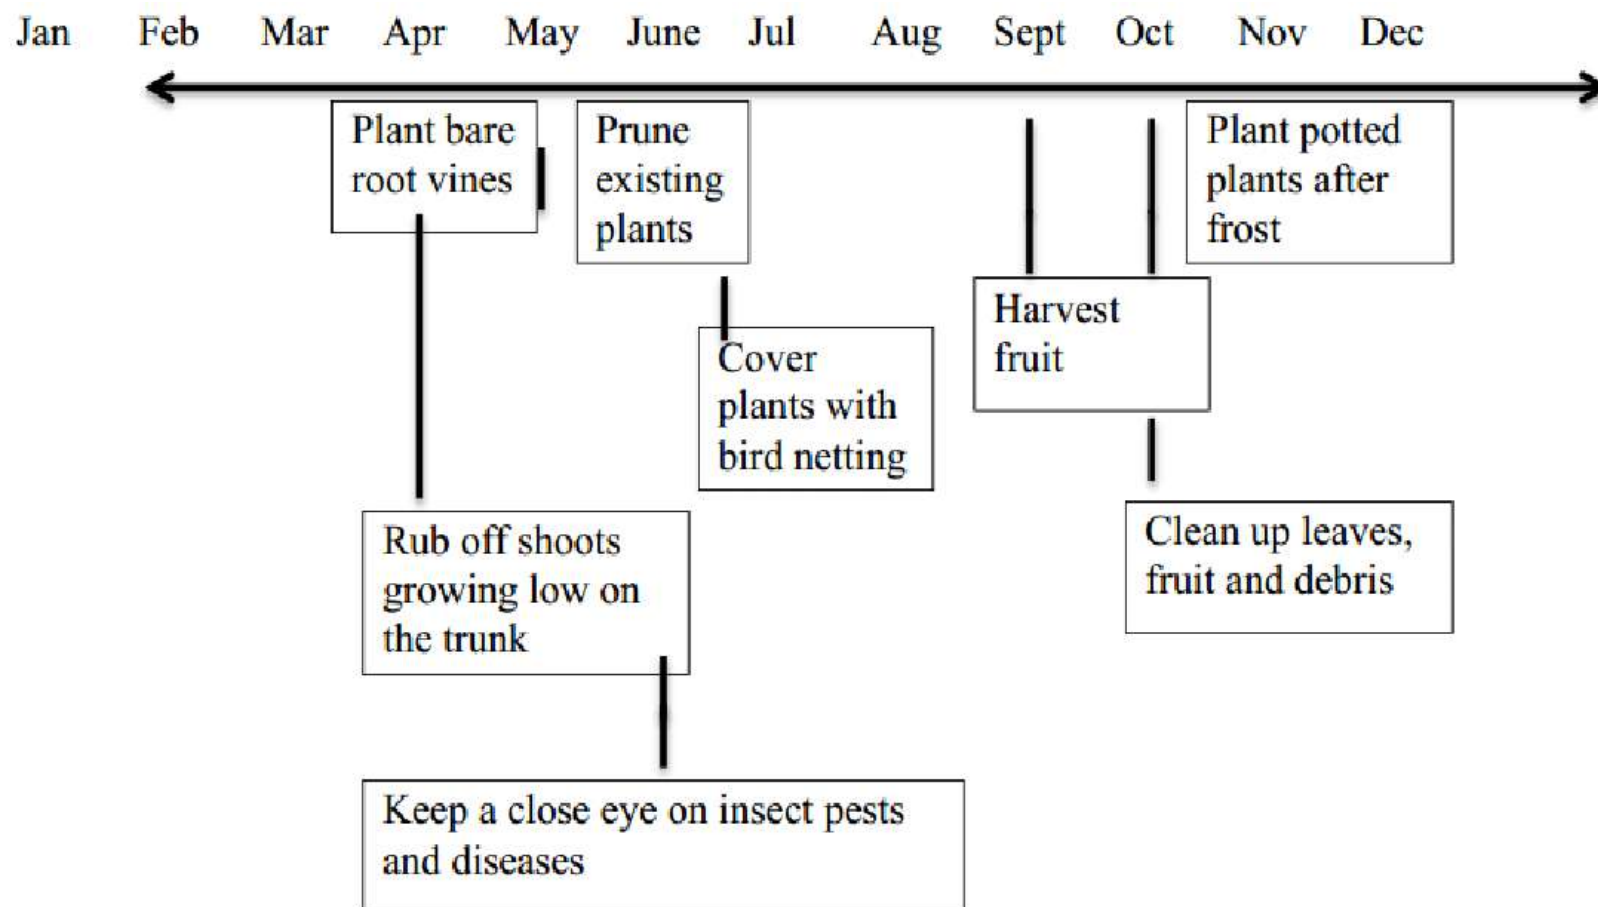 Jan Feb Mar Apr May June Jul Aug Sept Oct Nov Dec
Plant bare
root vines
Prune
existing
plants
Plant potted
plants after
frost
Harvest
fruit
Cover
plants with
bird netting
Rub off shoots
growing low on
the trunk
Clean up leaves,
fruit and debris
Keep a close eye on insect pests
and diseases